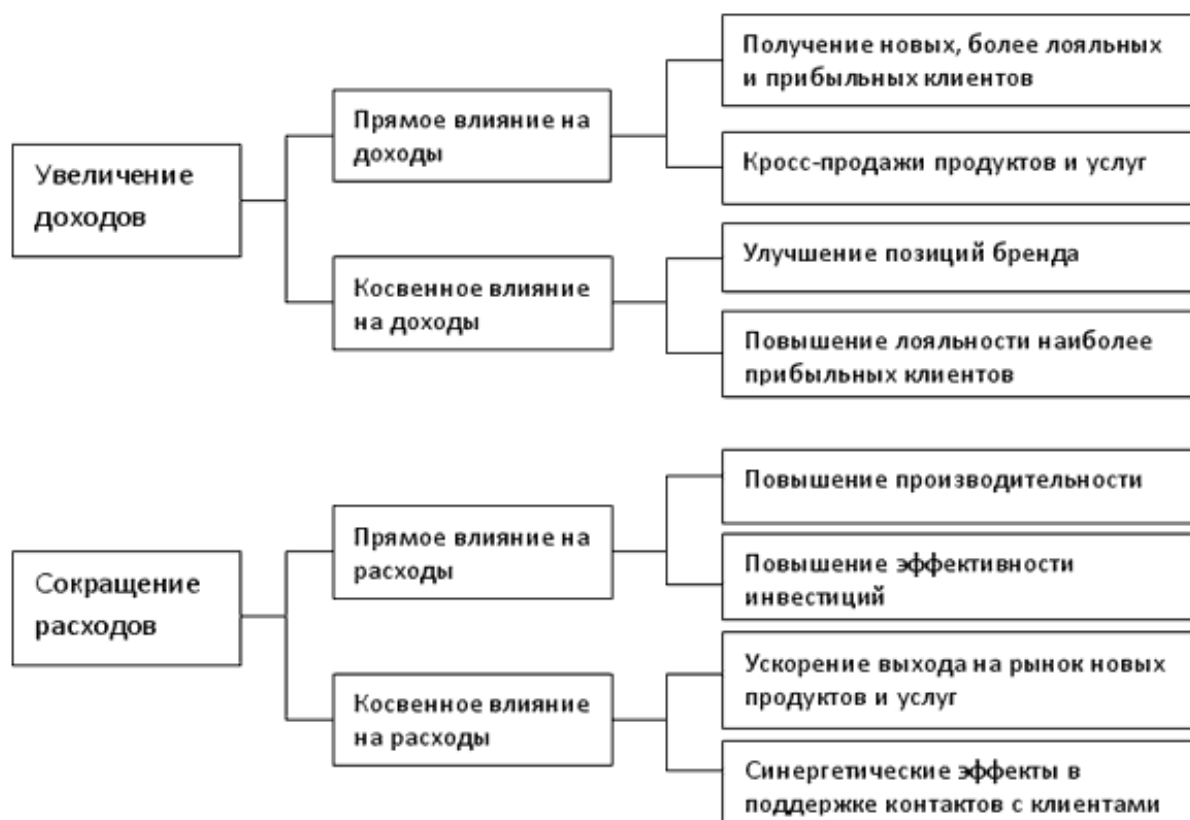 Увеличение
доходов
Прямое влияние на
доходы
Получение новых, более лояльных
и прибыльных клиентов
Кросс-продажи продуктов и услуг
Косвенное влияние
на доходы
Улучшение позиций бренда
Повышение лояльности наиболее
прибыльных клиентов
Сокращение
расходов
Прямое влияние на
расходы
Повышение производительности
Повышение эффективности
инвестиций
Косвенное влияние
на расходы
Ускорение выхода на рынок новых
продуктов и услуг
Синергетические эффекты в
поддержке контактов с клиентами